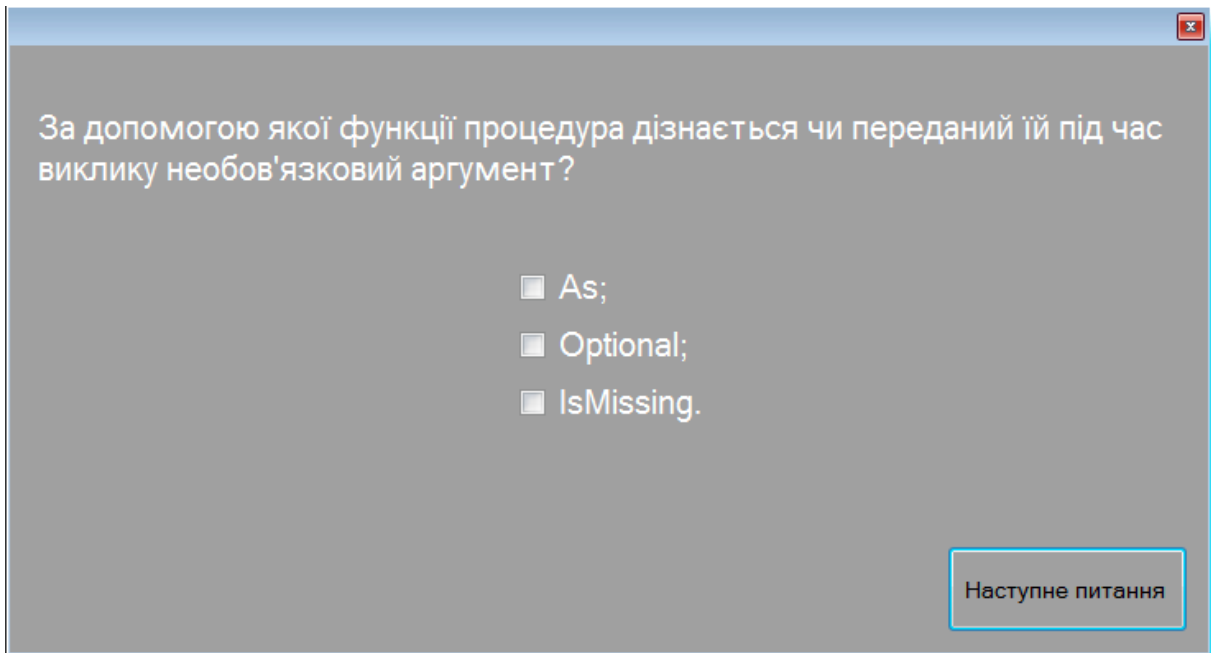 За допомогою якої функції процедура дізнається чи переданий їй під час
виклику необов'язковий аргумент?
As;
Optional;
IsMissing.
Наступне питання